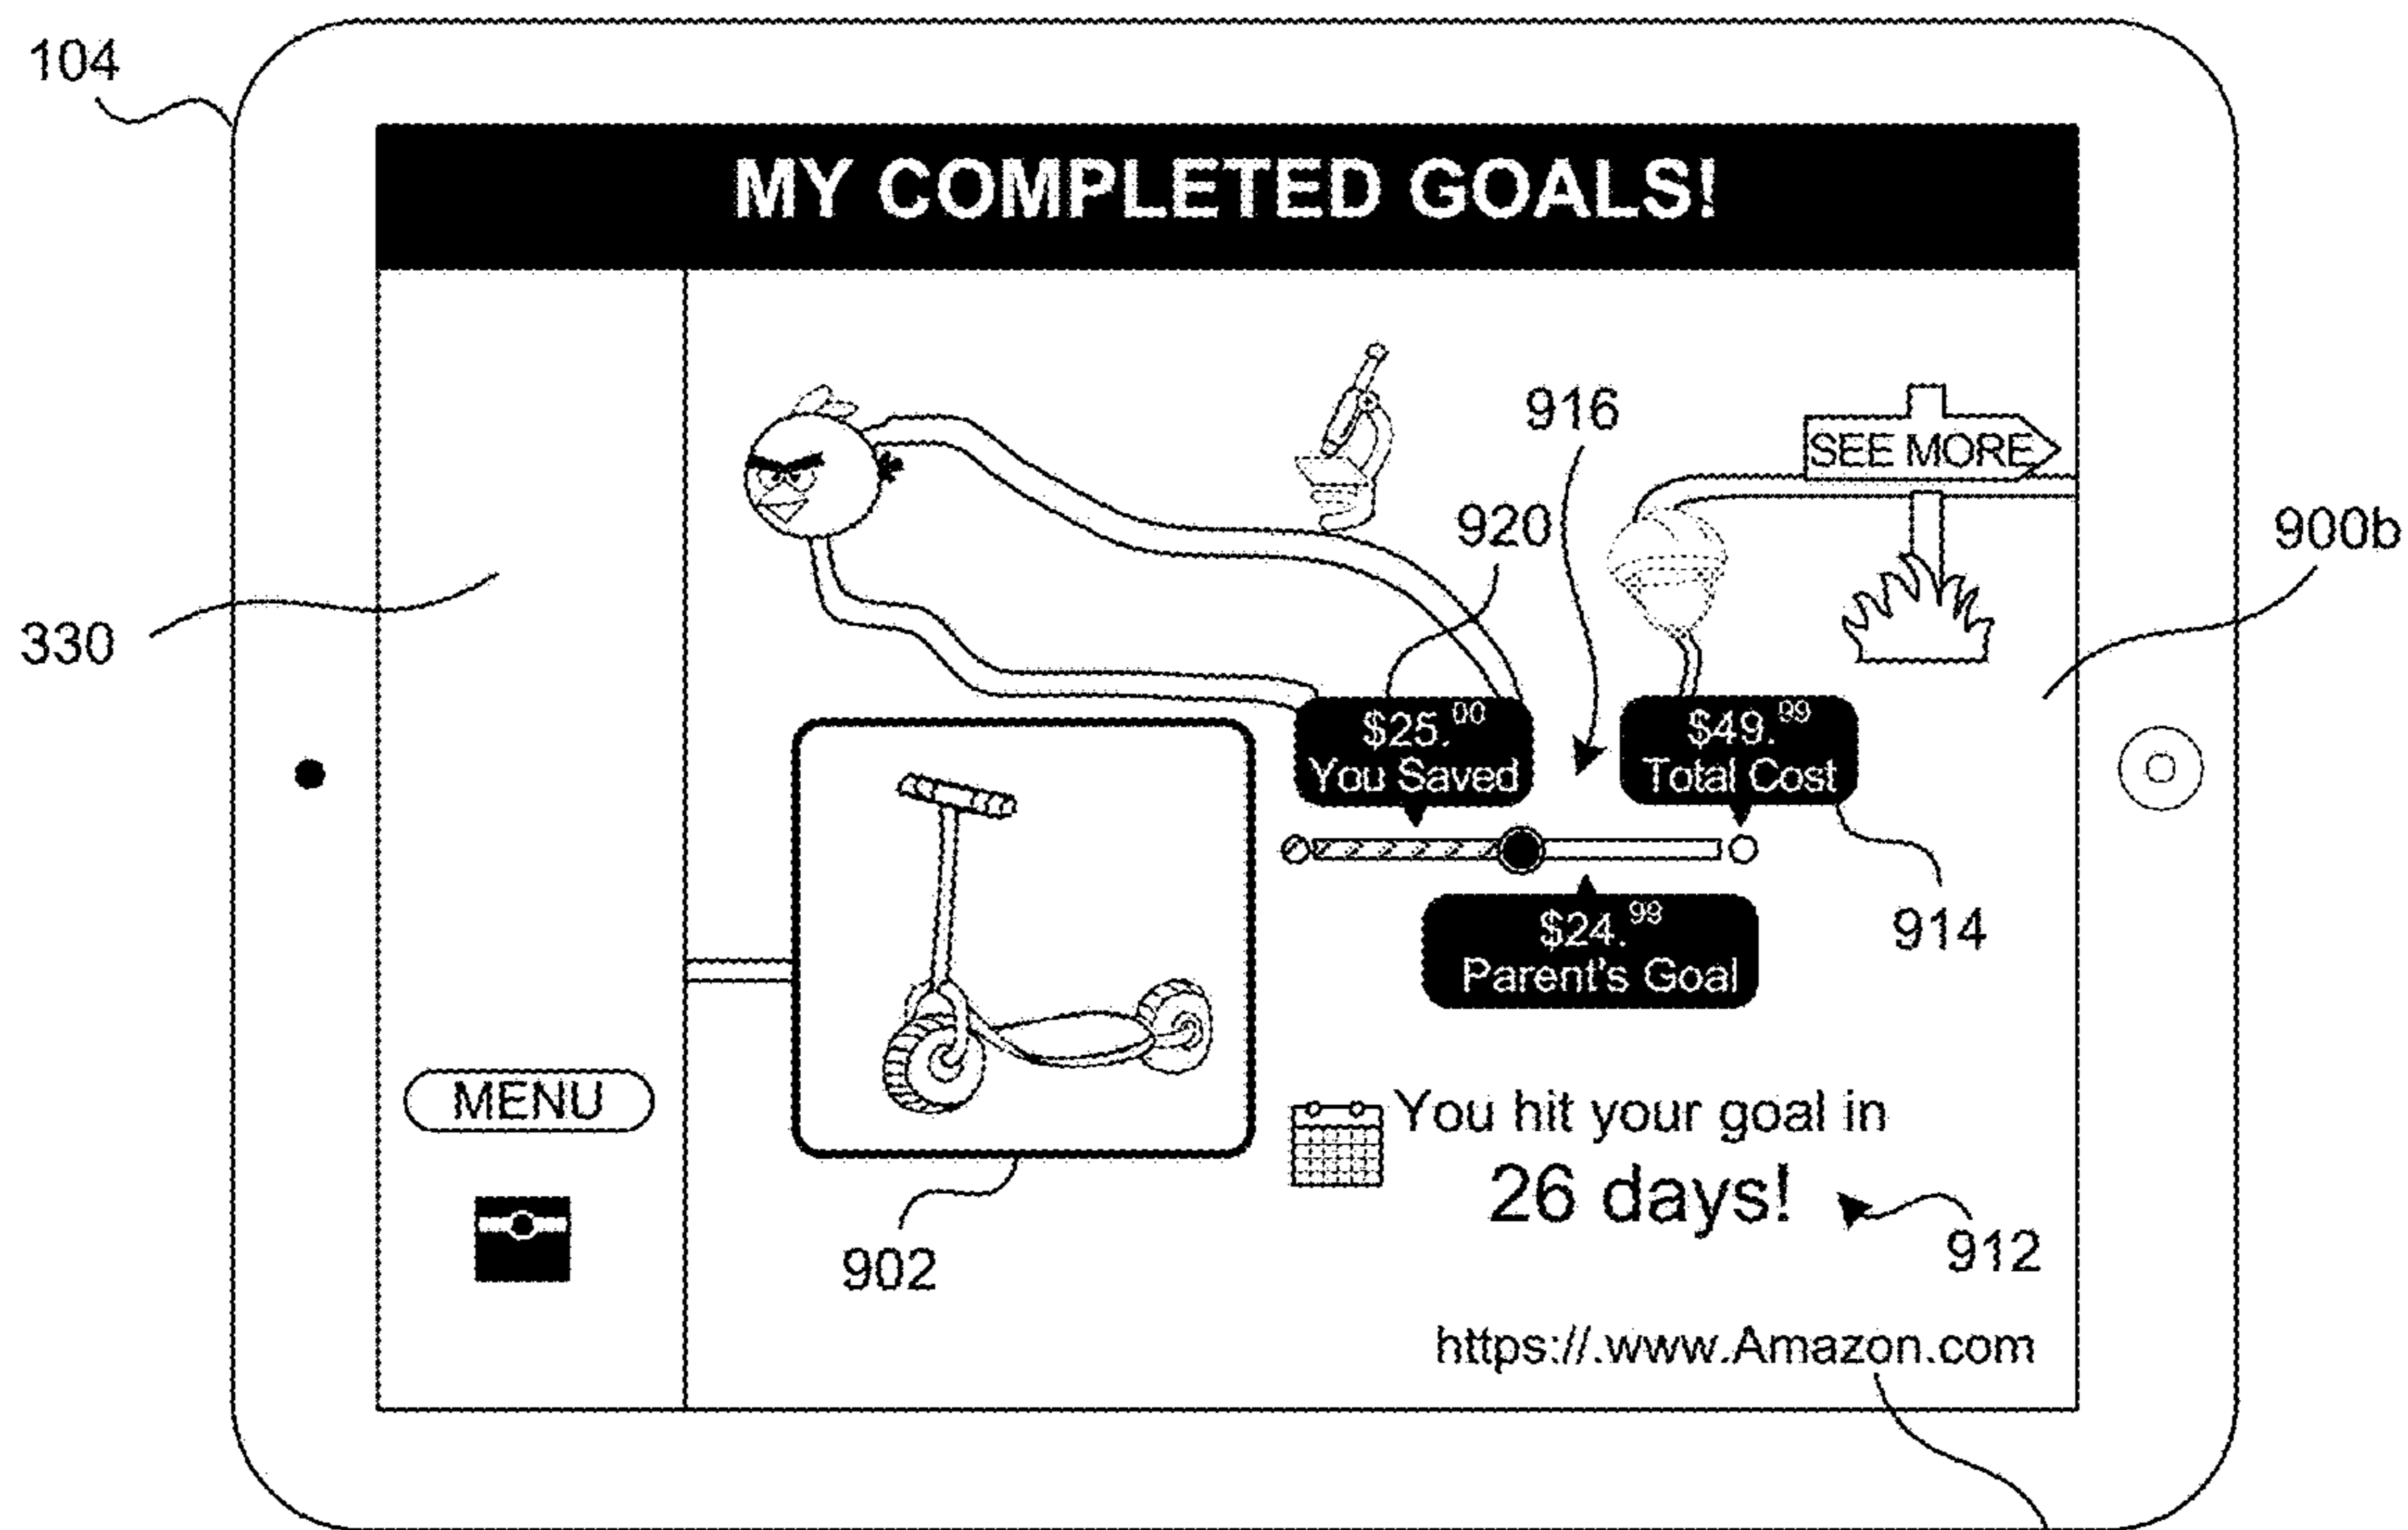 104
MY COMPLETED GOALS!
916
SEE MORE
920
900b
330
$25.00
You Saved
$49.99
Total Cost
$24.99
Parent's Goal
914
MENU
You hit your goal in
26 days!
902
912
https://.www.Amazon.com